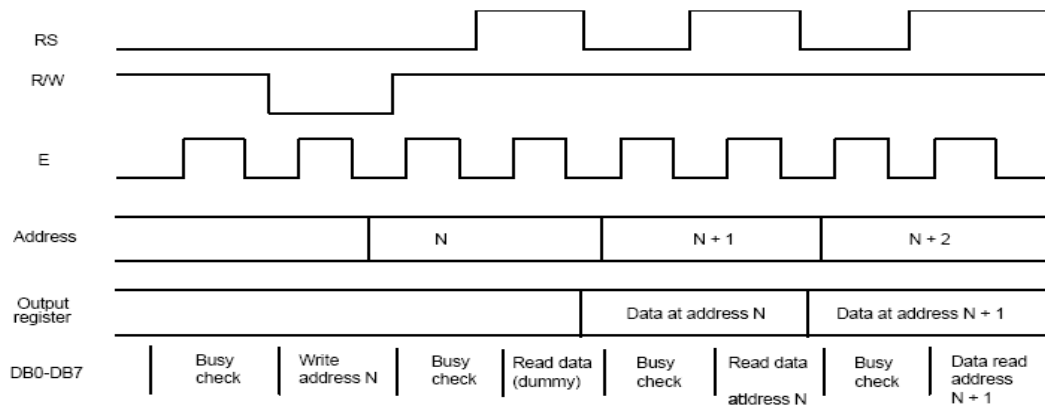 RS
R/W
E
Address N N + 1 N + 2
Output
register
Data at address N Data at address N + 1
DB0-DB7
Busy
check
Write
address N
Busy
check
Read data
(dummy)
Busy
check
Read data
address N
Busy
check
Data read
address
N + 1